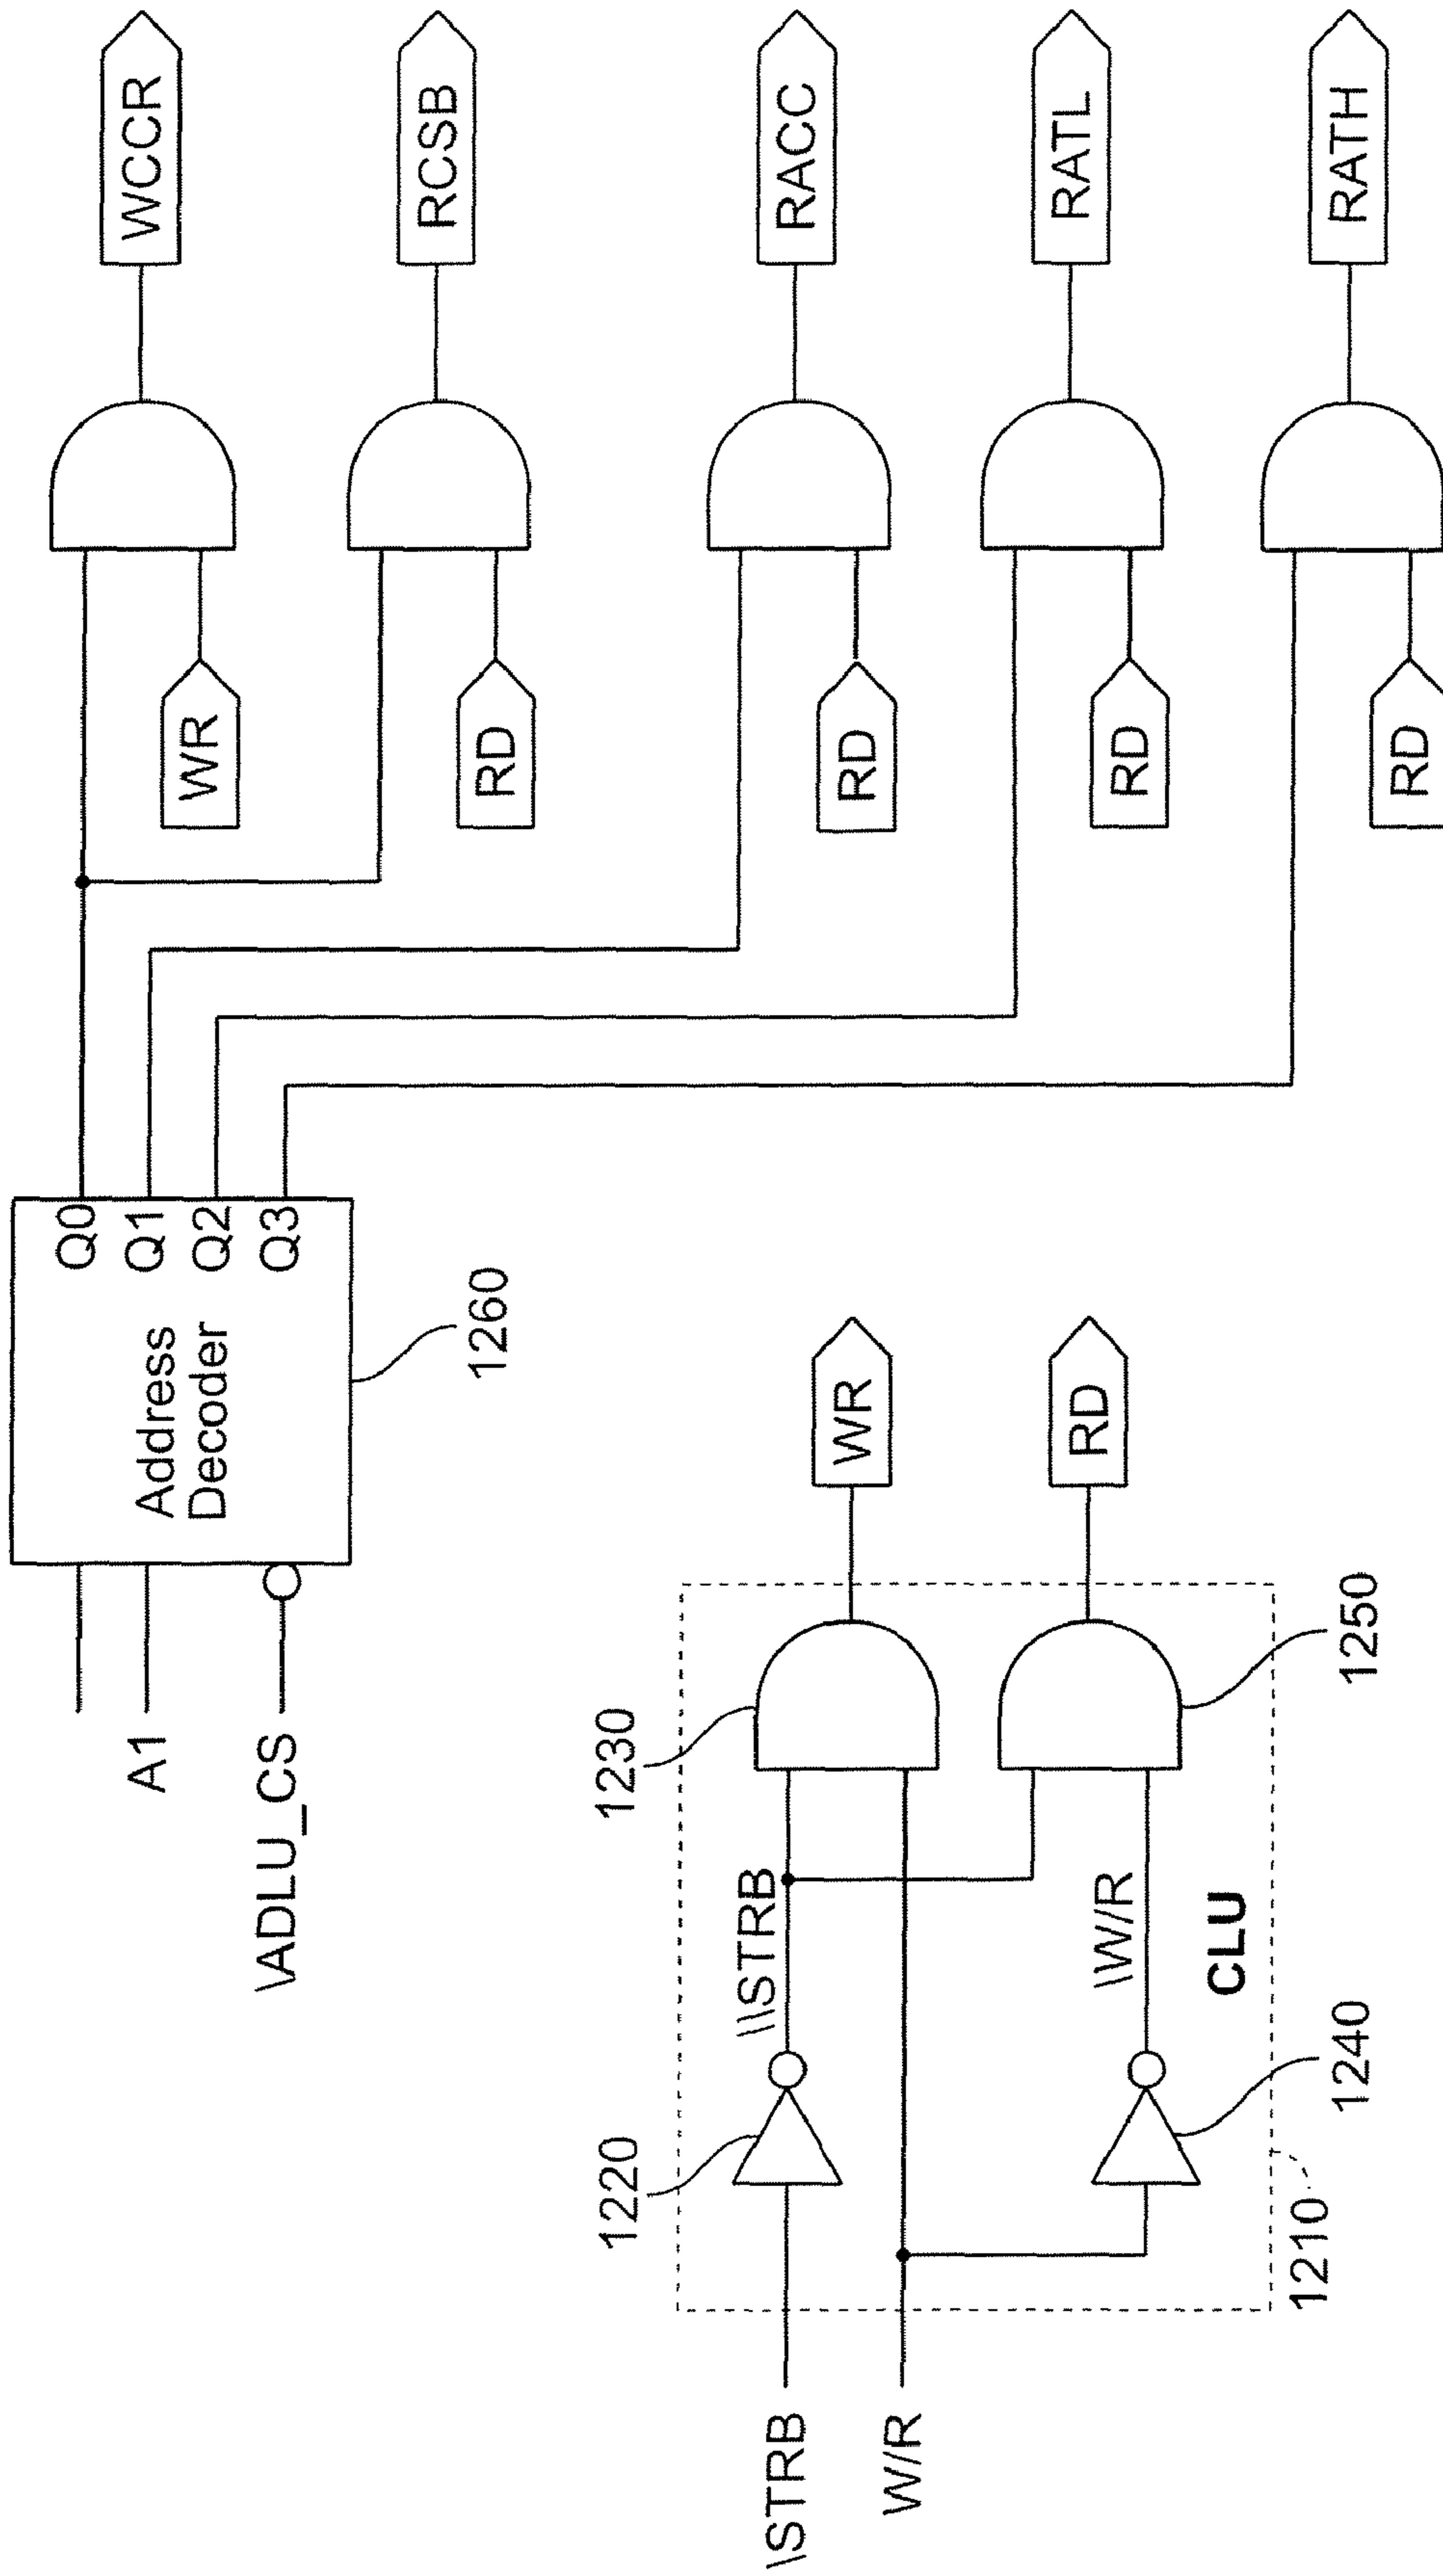 A1
\ADLU_CS
Address
Decoder
Q0
Q1
Q2
Q3
1260
WR
WCCR
RD
RCSB
RD
RACC
RD
RATL
RD
RATH
\STRB
W/R
1220
\\STRB
1230
WR
1240
\W/R
1250
RD
CLU
1210